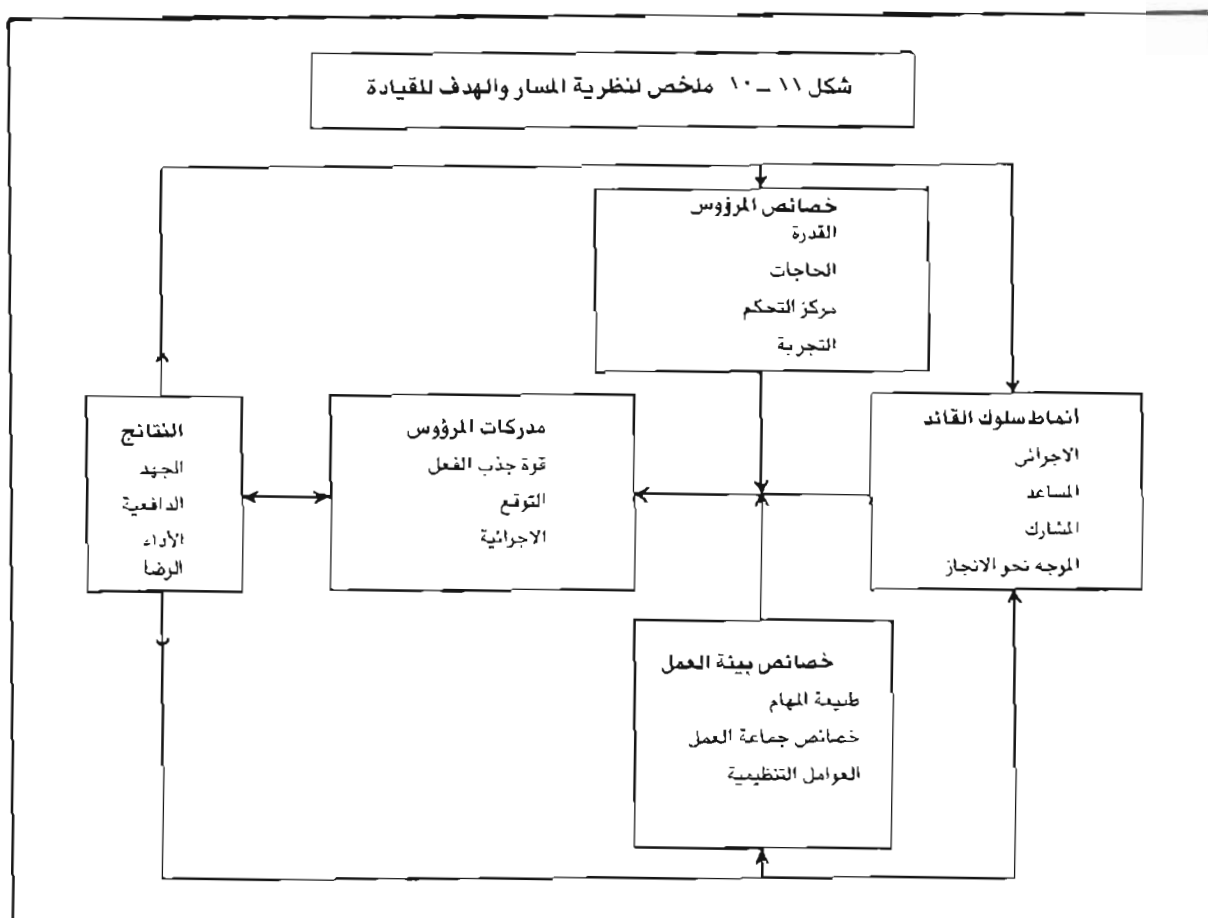 شكل ١١ – ١٠ ملخص لنظرية المسار والهدف للقيادة
خصائص المرؤوس
القدرة
الحاجات
مركز التحكم
التجربة
أنماط سلوك القائد
الاجرائى
المساعد
المشارك
الموجه نحو الانجاز
مدركات المرؤوس
قوة جذب الفعل
التوقع
الاجرائية
النتائج
الجهد
الدافعية
الأداء
الرضا
خصائص بيئة العمل
طبيعة المهام
خصائص جماعة العمل
العوامل التنظيمية